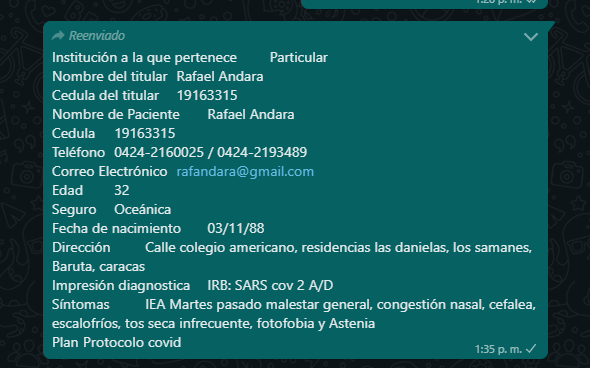 1:28 p. m.
Reenviado
Institución a la que pertenece Particular
Nombre del titular Rafael Andara
Cedula del titular 19163315
Nombre de Paciente Rafael Andara
Cedula 19163315
Teléfono 0424-2160025 / 0424-2193489
Correo Electrónico rafandara@gmail.com
Edad 32
Seguro Oceánica
Fecha de nacimiento 03/11/88
Dirección Calle colegio americano, residencias las danielas, los samanes,
Baruta, caracas
Impresión diagnostica IRB: SARS cov 2 A/D
Síntomas IEA Martes pasado malestar general, congestión nasal, cefalea,
escalofríos, tos seca infrecuente, fotofobia y Astenia
Plan Protocolo covid
1:35 p. m.